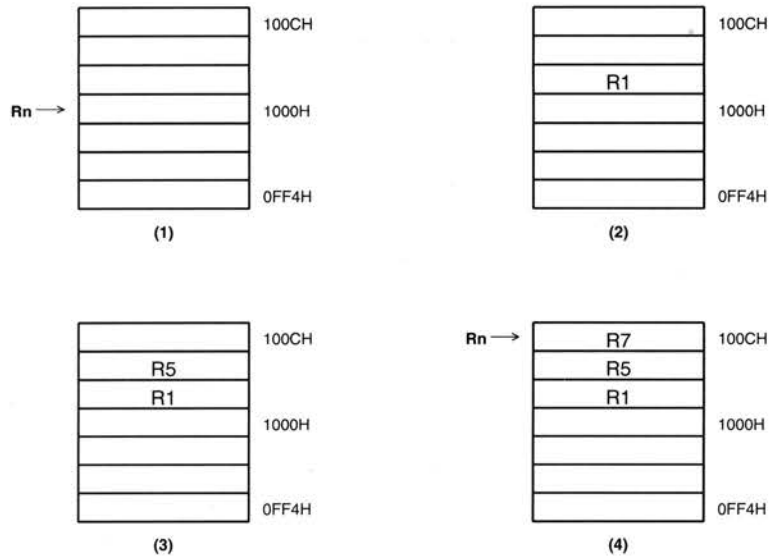 100CH
Rn → 1000H
0FF4H
(1)
100CH
R1
1000H
0FF4H
(2)
100CH
R5
R1
1000H
0FF4H
(3)
Rn → R7 100CH
R5
R1
1000H
0FF4H
(4)